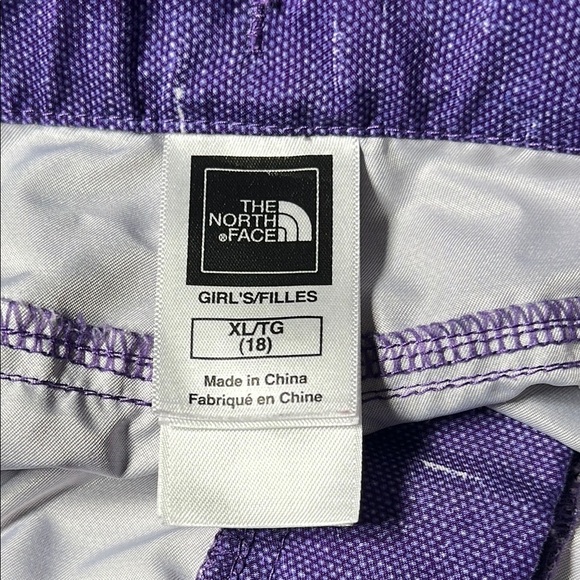 THE
NORTH
®FACE
GIRL'S/FILLES
XL/TG
(18)
Made in China
Fabriqué en Chine